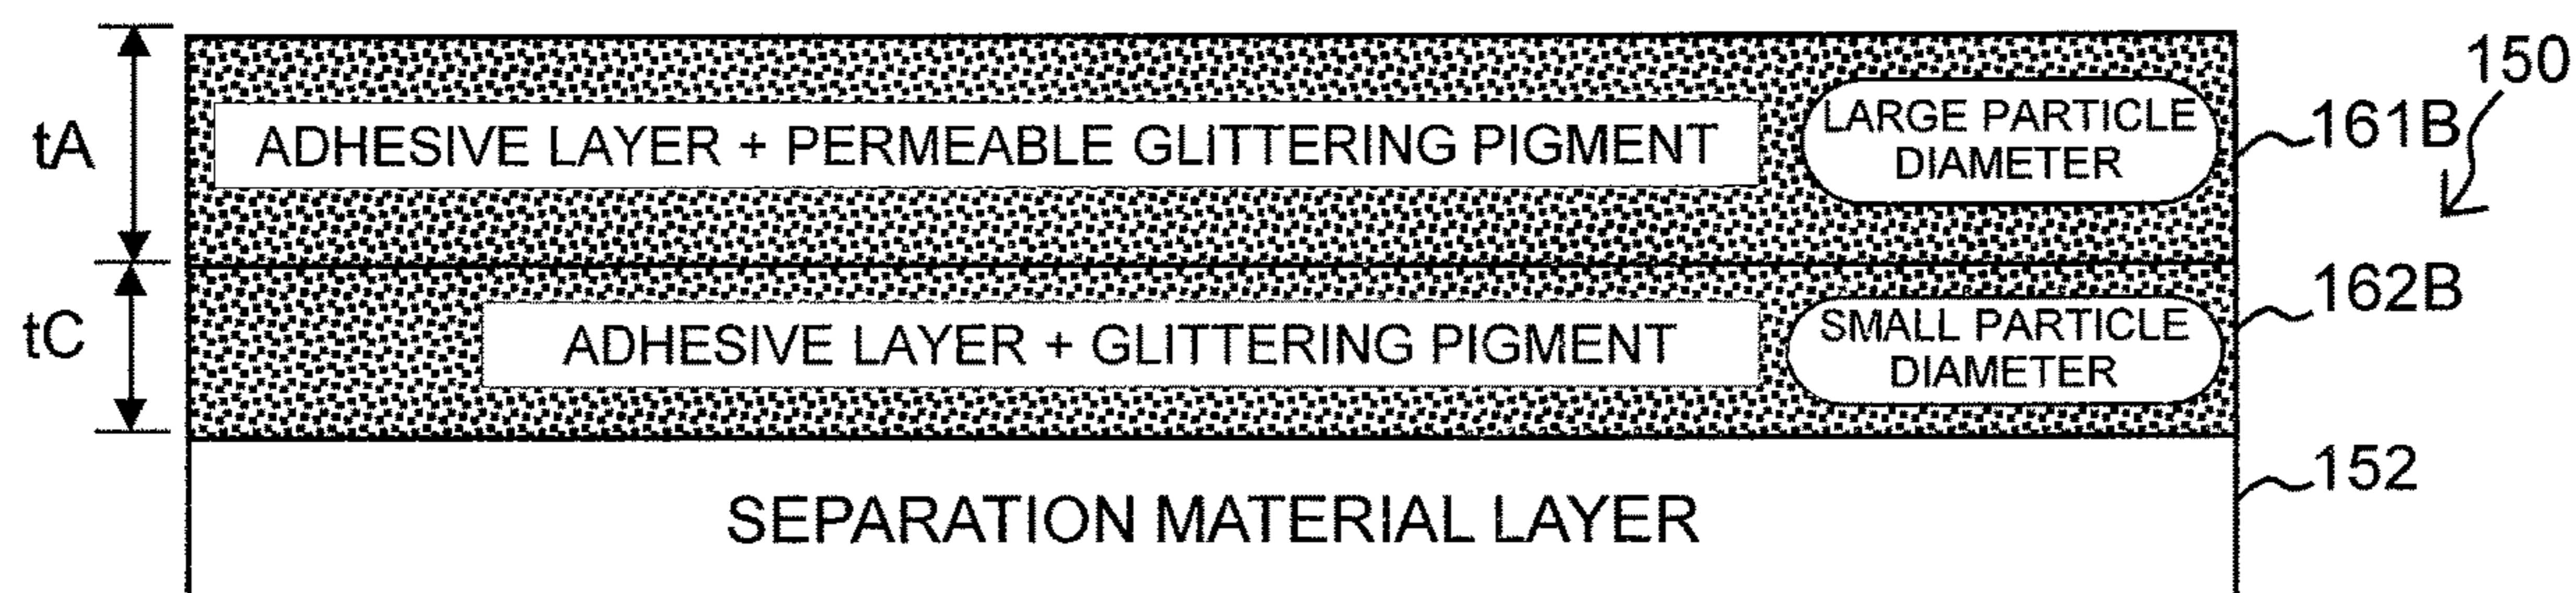 150
tA
ADHESIVE LAYER + PERMEABLE GLITTERING PIGMENT
LARGE PARTICLE
DIAMETER
161B
tC
ADHESIVE LAYER + GLITTERING PIGMENT
SMALL PARTICLE
DIAMETER
162B
SEPARATION MATERIAL LAYER
152